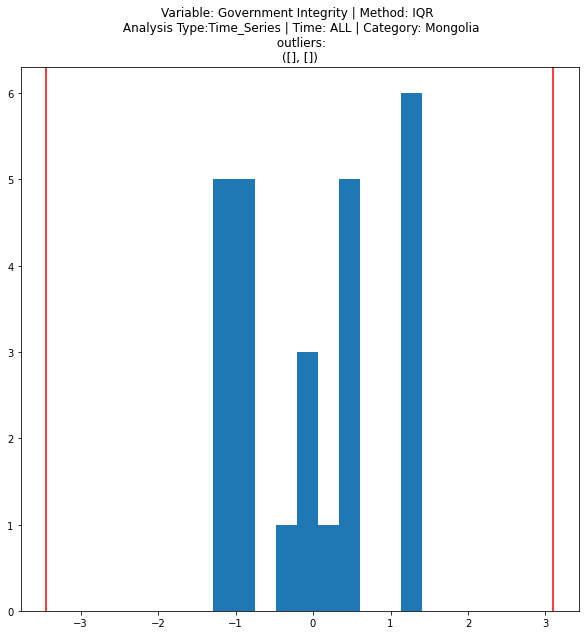 Variable: Government Integrity | Method: IQR
Analysis Type:Time_Series | Time: ALL | Category: Mongolia
outliers:
([], [])
6
5
4
3
2
1
0
−3 −2 −1 0 1 2 3